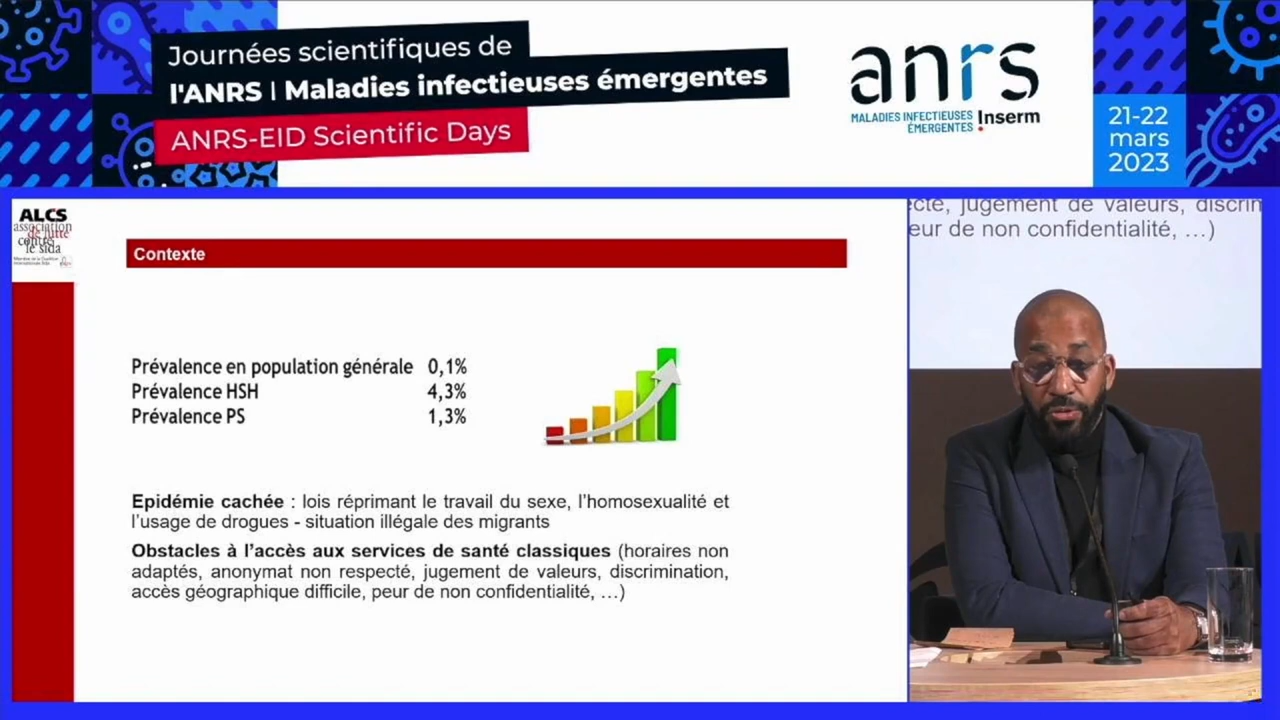 Journées scientifiques de
l'ANRS | Maladies infectieuses émergentes
ANRS-EID Scientific Days
anrs
MALADIES INFECTIEUSES
ÉMERGENTES
Inserm
21-22
mars
2023
ALCS
association
de lutte
contre
le sida
Contexte
Prévalence en population générale 0,1%
Prévalence HSH 4,3%
Prévalence PS 1,3%
Epidémie cachée : lois réprimant le travail du sexe, l'homosexualité et
l'usage de drogues - situation illégale des migrants
Obstacles à l'accès aux services de santé classiques (horaires non
adaptés, anonymat non respecté, jugement de valeurs, discrimination,
accès géographique difficile, peur de non confidentialité, …)
ecté, jugement de valeurs, discrim
eur de non confidentialité, …)